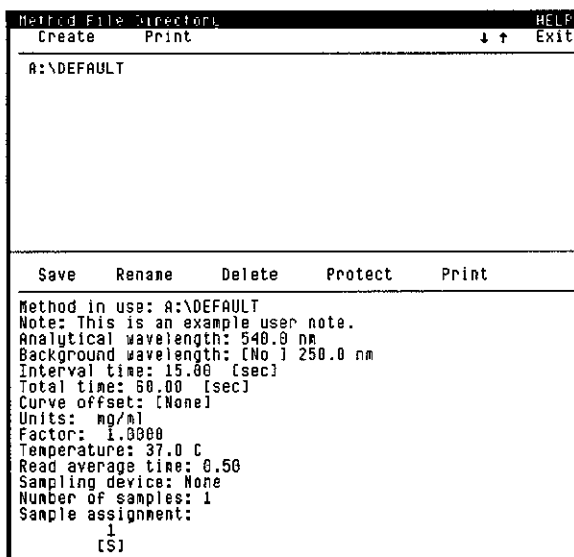 Method File Directory HELP
Create Print ↓ ↑ Exit
A:\DEFAULT
Save Rename Delete Protect Print
Method in use: A:\DEFAULT
Note: This is an example user note.
Analytical wavelength: 540.0 nm
Background wavelength: [No ] 250.0 nm
Interval time: 15.00 [sec]
Total time: 60.00 [sec]
Curve offset: [None]
Units: mg/ml
Factor: 1.0000
Temperature: 37.0 C
Read average time: 0.50
Sampling device: None
Number of samples: 1
Sample assignment:
1
[S]